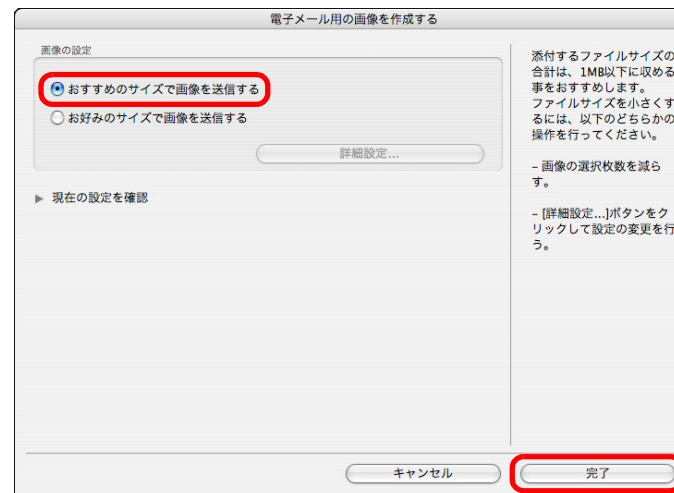 電子メール用の画像を作成する
画像の設定
おすすめのサイズで画像を送信する
お好みのサイズで画像を送信する
詳細設定...
現在の設定を確認
添付するファイルサイズの
合計は、1MB以下に収める
事をおすすめします。
ファイルサイズを小さくす
るには、以下のどちらかの
操作を行ってください。
– 画像の選択枚数を減ら
す。
– [詳細設定...]ボタンをク
リックして設定の変更を行
う。
キャンセル
完了